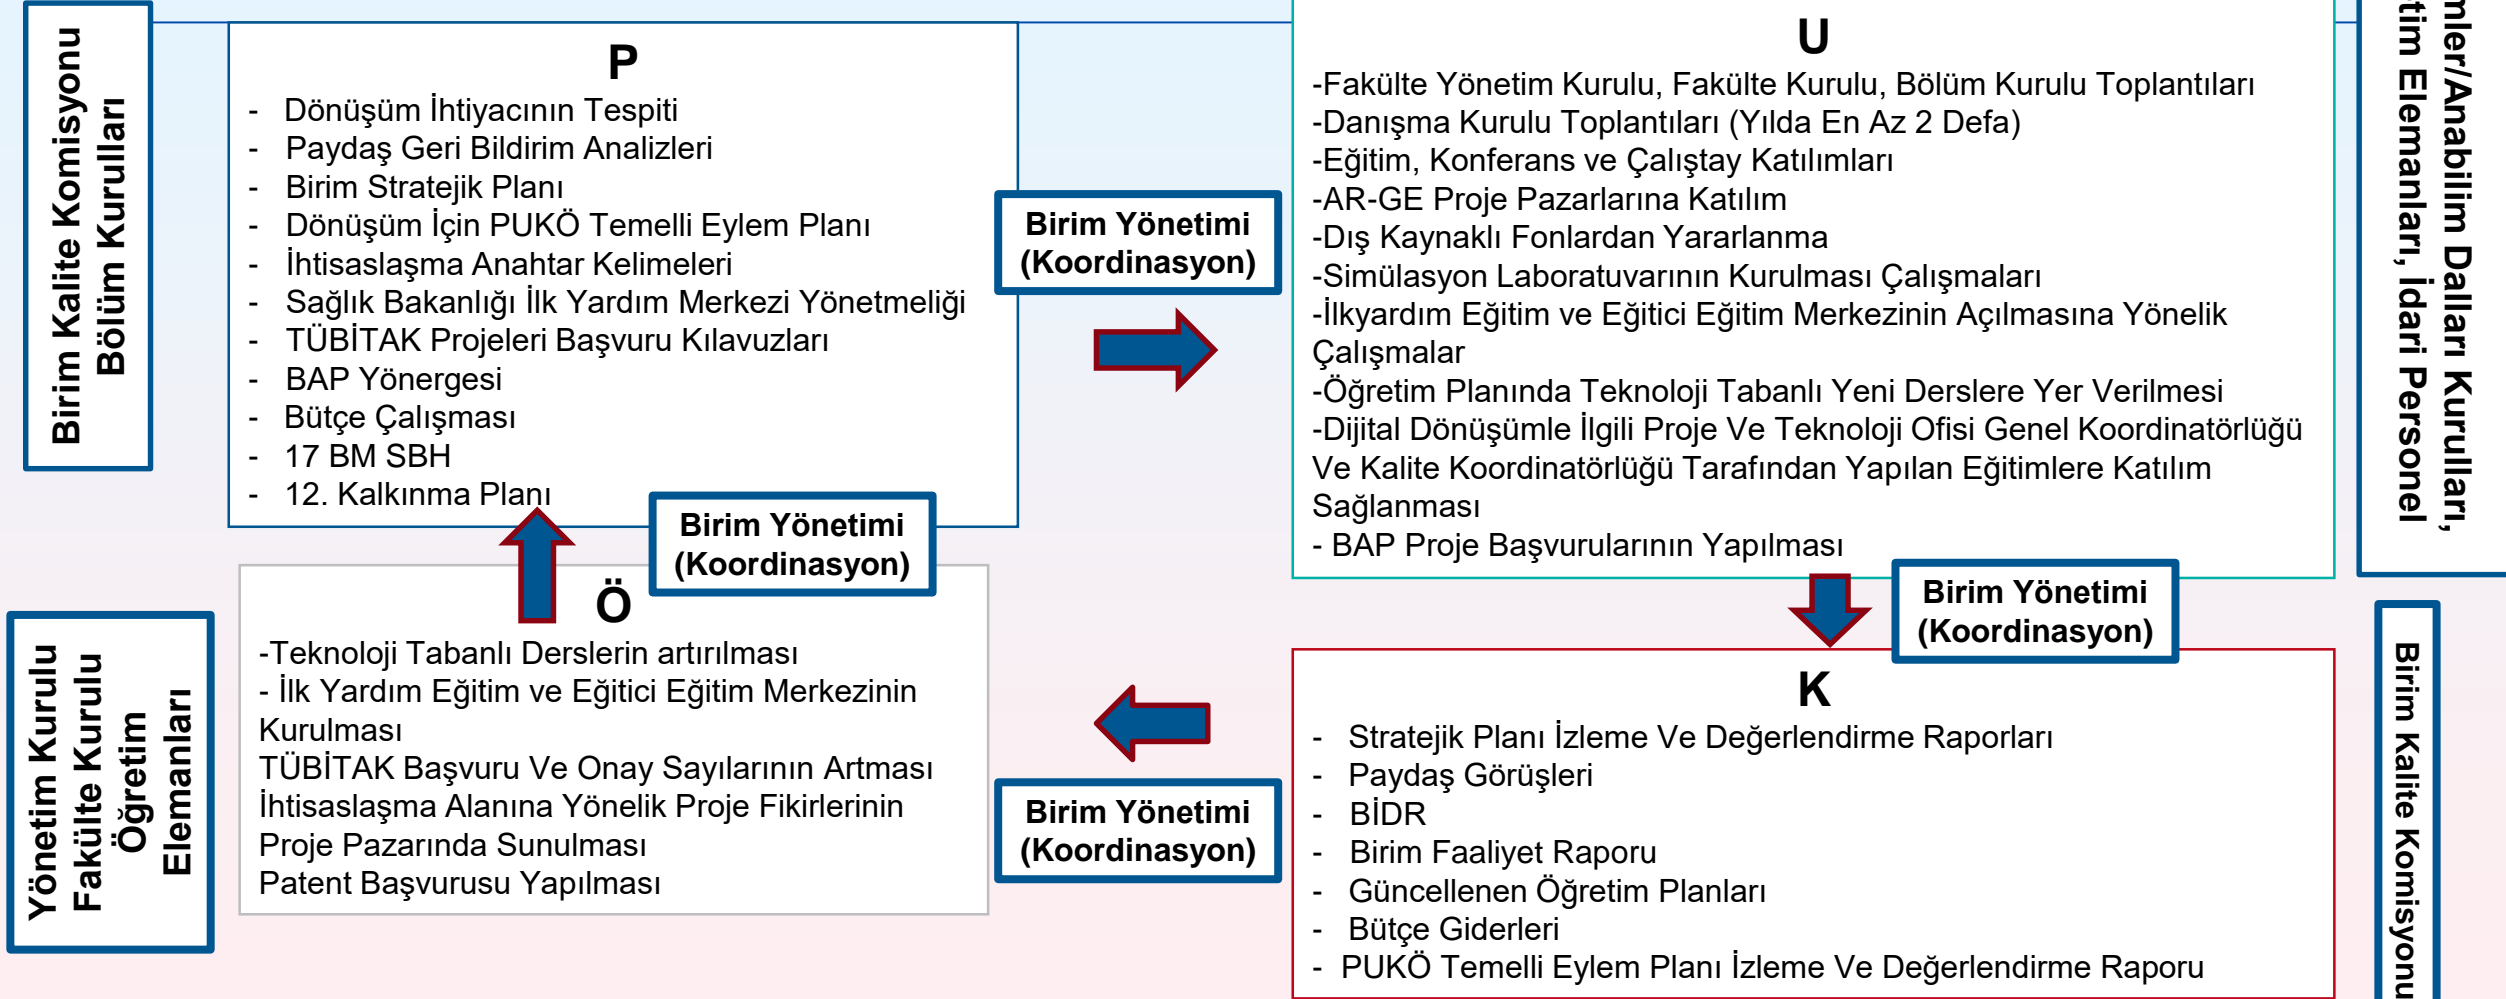 Birim Kalite Komisyonu
Bölüm Kurulları
P
- Dönüşüm İhtiyacının Tespiti
- Paydaş Geri Bildirim Analizleri
- Birim Stratejik Planı
- Dönüşüm İçin PUKÖ Temelli Eylem Planı
- İhtisaslaşma Anahtar Kelimeleri
- Sağlık Bakanlığı İlk Yardım Merkezi Yönetmeliği
- TÜBİTAK Projeleri Başvuru Kılavuzları
- BAP Yönergesi
- Bütçe Çalışması
- 17 BM SBH
- 12. Kalkınma Planı
Birim Yönetimi
(Koordinasyon)
U
-Fakülte Yönetim Kurulu, Fakülte Kurulu, Bölüm Kurulu Toplantıları
-Danışma Kurulu Toplantıları (Yılda En Az 2 Defa)
-Eğitim, Konferans ve Çalıştay Katılımları
-AR-GE Proje Pazarlarına Katılım
-Dış Kaynaklı Fonlardan Yararlanma
-Simülasyon Laboratuvarının Kurulması Çalışmaları
-İlkyardım Eğitim ve Eğitici Eğitim Merkezinin Açılmasına Yönelik
Çalışmalar
-Öğretim Planında Teknoloji Tabanlı Yeni Derslere Yer Verilmesi
-Dijital Dönüşümle İlgili Proje Ve Teknoloji Ofisi Genel Koordinatörlüğü
Ve Kalite Koordinatörlüğü Tarafından Yapılan Eğitimlere Katılım
Sağlanması
- BAP Proje Başvurularının Yapılması
mler/Anabilim Dalları Kurulları,
tim Elemanları, İdari Personel
Birim Yönetimi
(Koordinasyon)
Birim Yönetimi
(Koordinasyon)
Yönetim Kurulu
Fakülte Kurulu
Öğretim
Elemanları
Ö
-Teknoloji Tabanlı Derslerin artırılması
- İlk Yardım Eğitim ve Eğitici Eğitim Merkezinin
Kurulması
TÜBİTAK Başvuru Ve Onay Sayılarının Artması
İhtisaslaşma Alanına Yönelik Proje Fikirlerinin
Proje Pazarında Sunulması
Patent Başvurusu Yapılması
Birim Yönetimi
(Koordinasyon)
K
- Stratejik Planı İzleme Ve Değerlendirme Raporları
- Paydaş Görüşleri
- BİDR
- Birim Faaliyet Raporu
- Güncellenen Öğretim Planları
- Bütçe Giderleri
- PUKÖ Temelli Eylem Planı İzleme Ve Değerlendirme Raporu
Birim Kalite Komisyonu